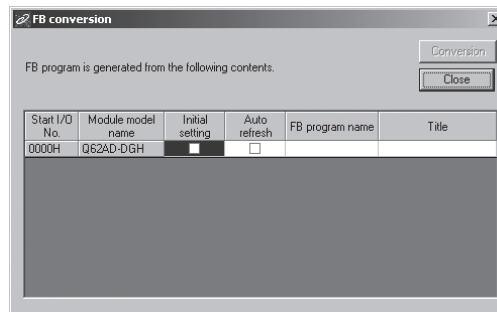 FB conversion
Conversion
FB program is generated from the following contents.
Close
Start I/O No. Module model name Initial setting Auto refresh FB program name Title
0000H Q62AD-DGH